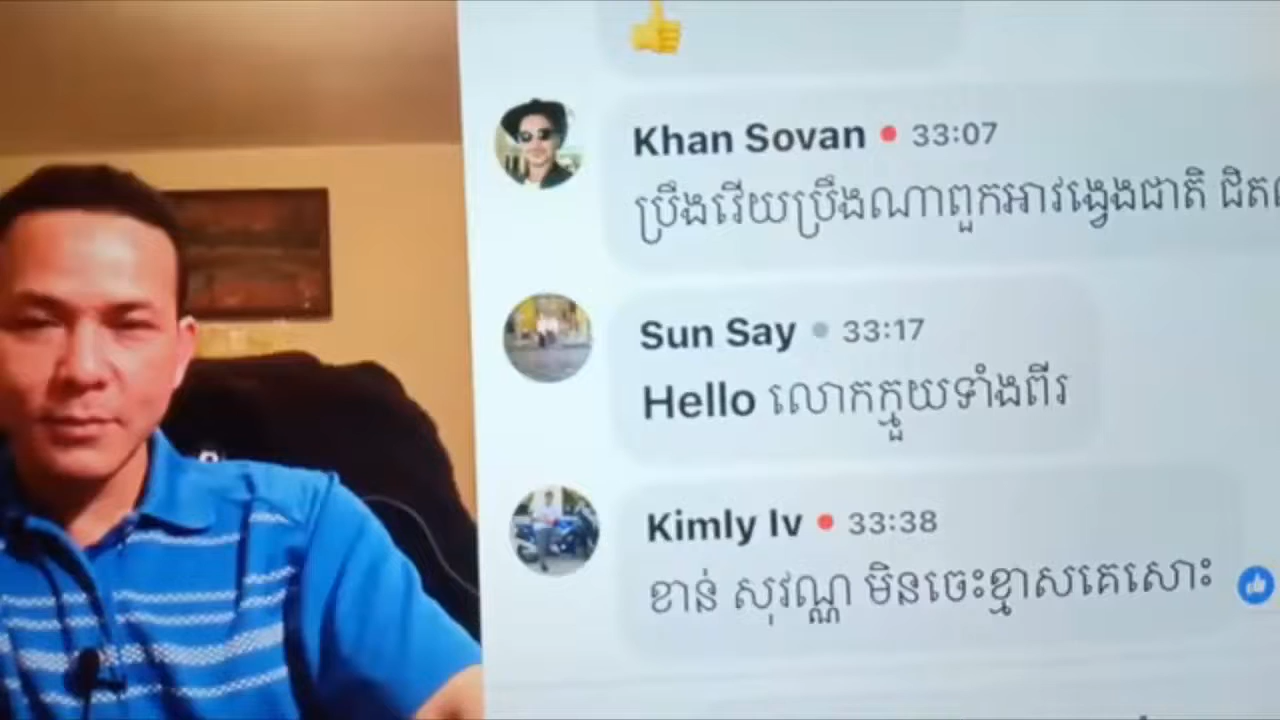 Khan Sovan 33:07
ប្រឹងវើយប្រឹងណាពួកអាវង្វេងជាតិ
Sun Say 33:17
Hello លោកក្មួយទាំងពីរ
Kimly Iv 33:38
ខាន់ សុវណ្ណ មិនចេះខ្មាសគេសោះ